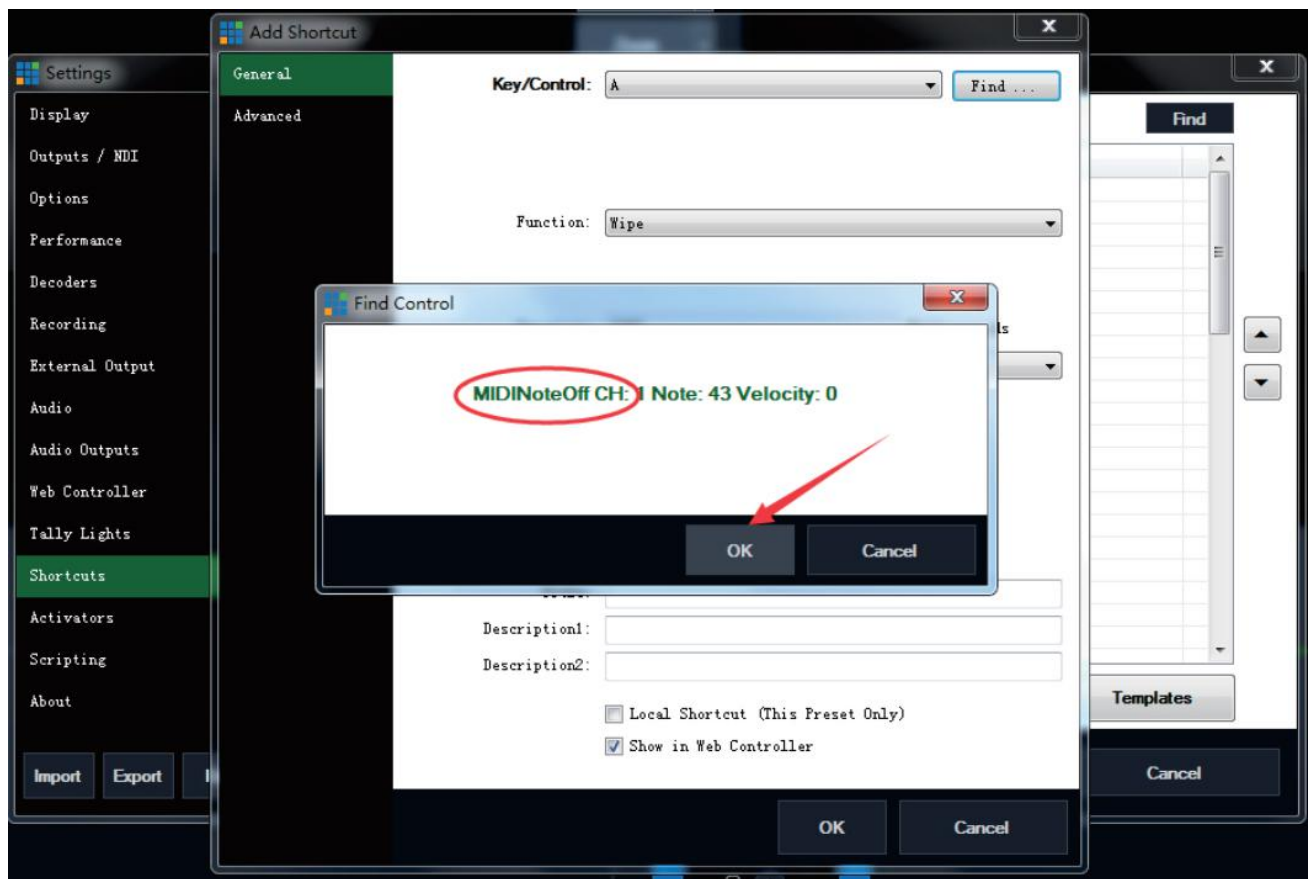 Add Shortcut
X
Settings
X
General
Key/Control:
A
Find ...
Display
Advanced
Find
Outputs / NDI
Options
Function:
Wipe
Performance
Decoders
Find Control
X
Recording
ls
External Output
MIDINoteOff CH: 1 Note: 43 Velocity: 0
Audio
Audio Outputs
Web Controller
Tally Lights
OK
Cancel
Shortcuts
Activators
Description1:
Scripting
Description2:
About
Templates
Local Shortcut (This Preset Only)
Show in Web Controller
Import
Export
Cancel
OK
Cancel